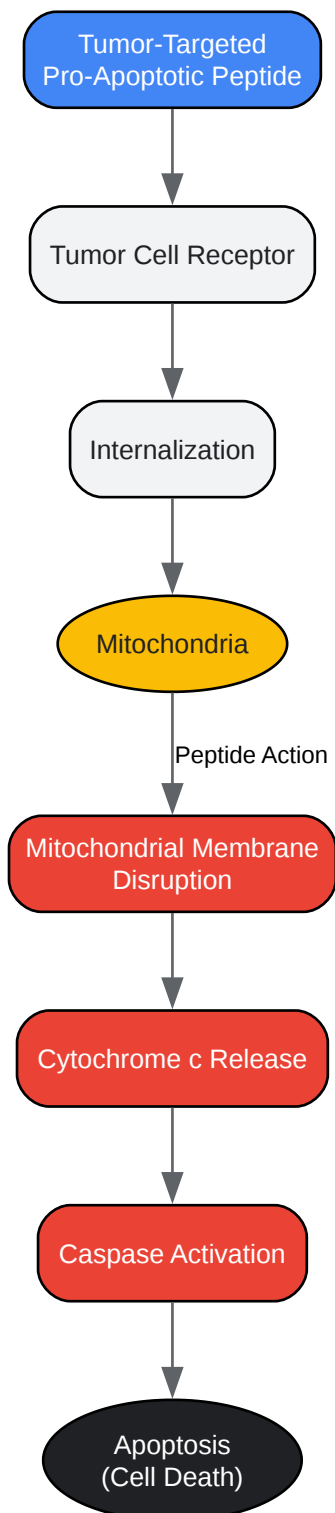 Tumor-Targeted
Pro-Apoptotic Peptide
Tumor Cell Receptor
Internalization
Mitochondria
Peptide Action
Mitochondrial Membrane
Disruption
Cytochrome c Release
Caspase Activation
Apoptosis
(Cell Death)